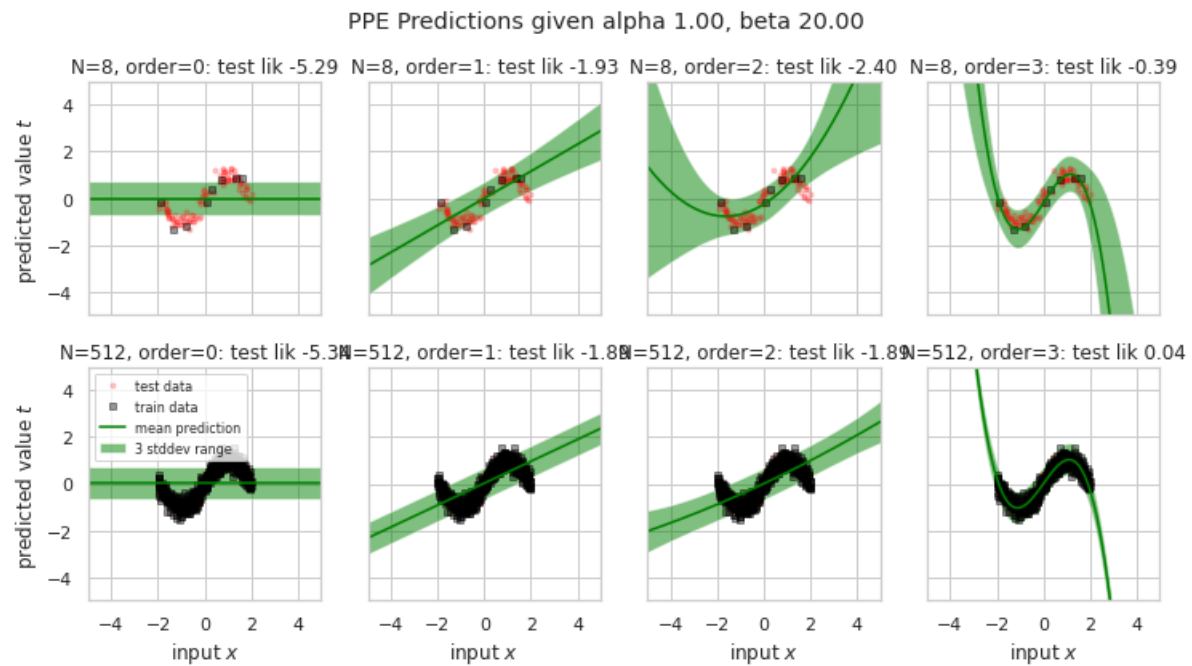 PPE Predictions given alpha 1.00, beta 20.00
N=8, order=0: test lik -5.29
N=8, order=1: test lik -1.93
N=8, order=2: test lik -2.40
N=8, order=3: test lik -0.39
predicted value t
4
2
0
−2
−4
N=512, order=0: test lik -5.34
N=512, order=1: test lik -1.89
N=512, order=2: test lik -1.89
N=512, order=3: test lik 0.04
predicted value t
4
2
0
−2
−4
test data
train data
mean prediction
3 stddev range
−4 −2 0 2 4
−4 −2 0 2 4
−4 −2 0 2 4
−4 −2 0 2 4
input x
input x
input x
input x